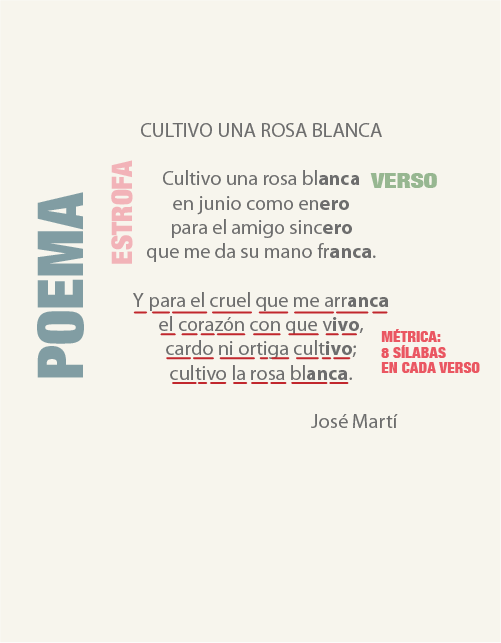 CULTIVO UNA ROSA BLANCA
POEMA
ESTROFA
Cultivo una rosa blanca VERSO
en junio como enero
para el amigo sincero
que me da su mano franca.
Y para el cruel que me arranca
el corazón con que vivo,
cardo ni ortiga cultivo;
cultivo la rosa blanca.
MÉTRICA:
8 SÍLABAS
EN CADA VERSO
José Martí